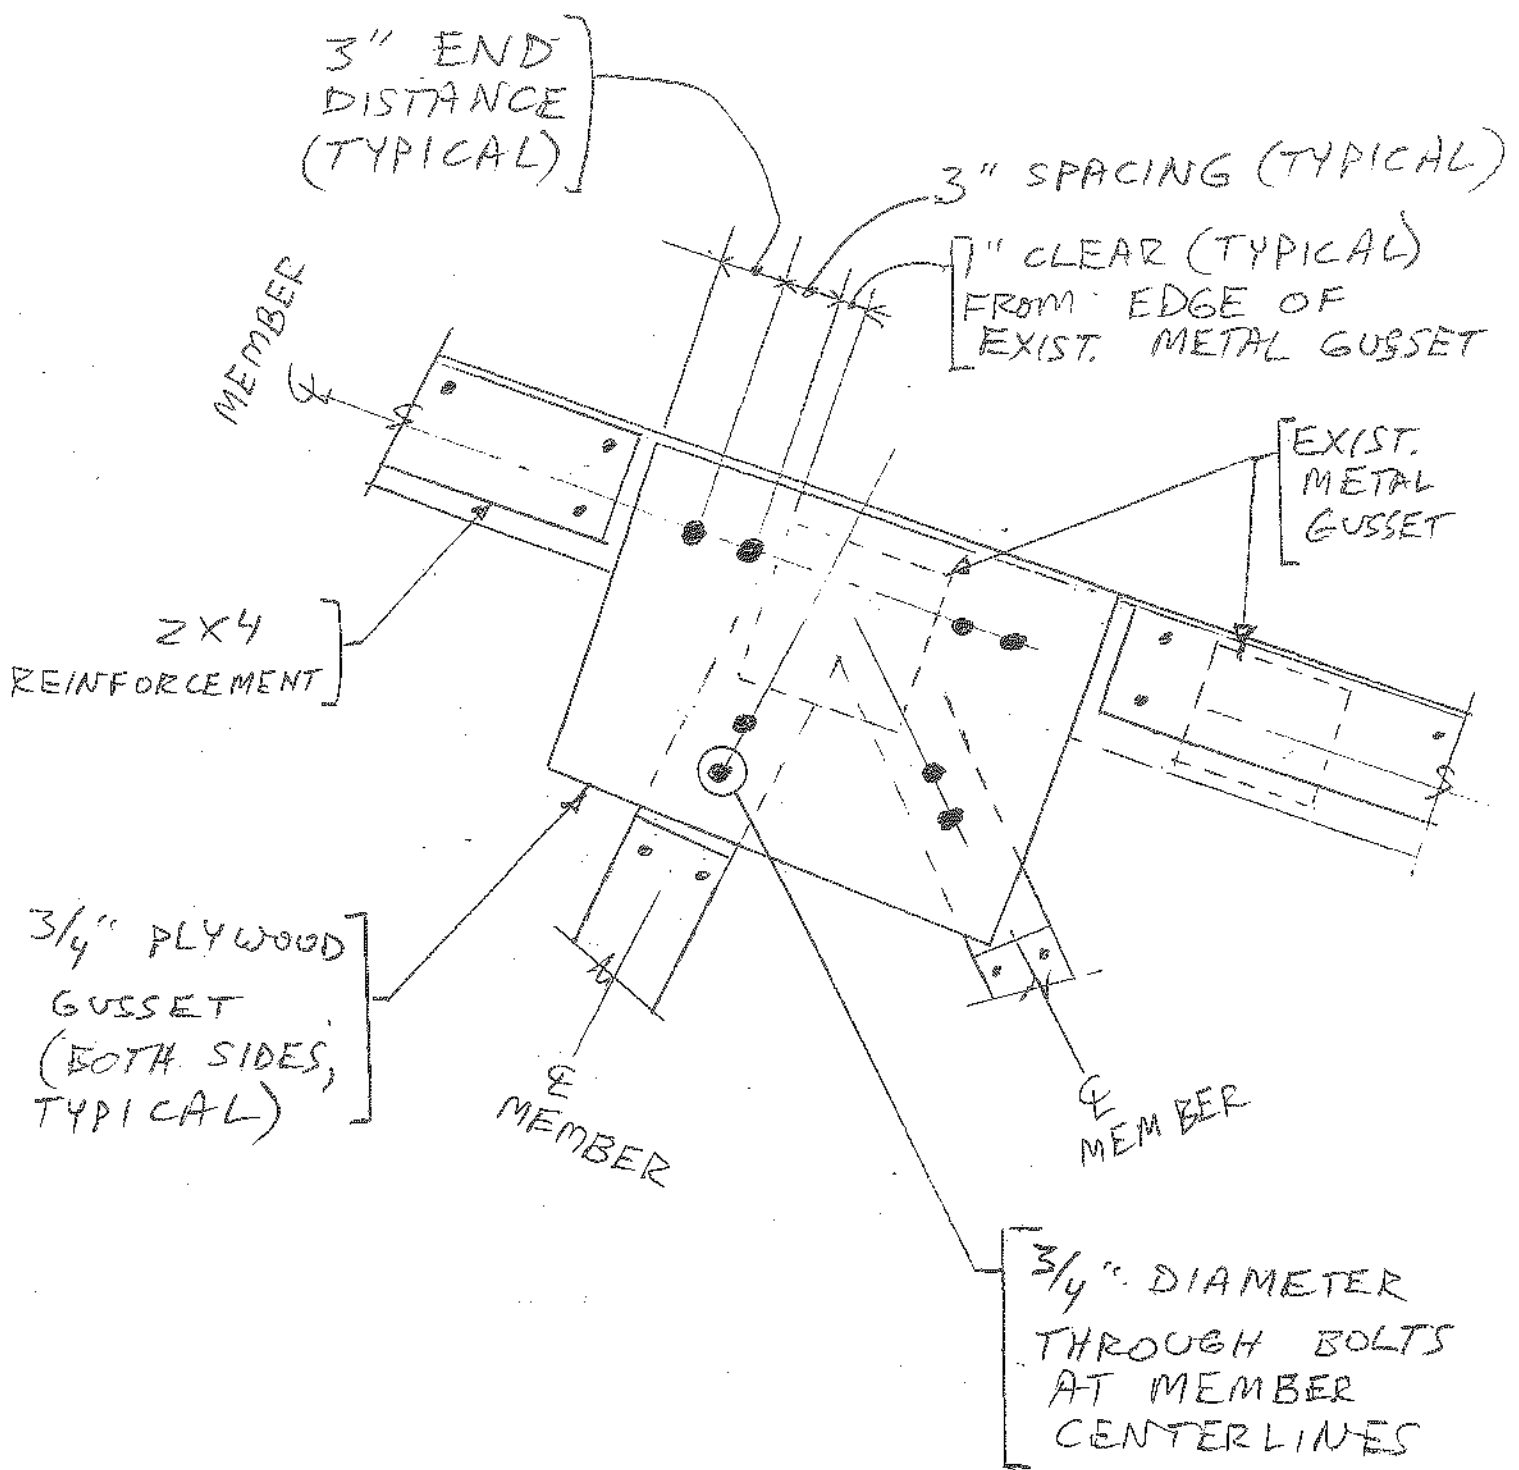 3" END
DISTANCE
(TYPICAL)
3" SPACING (TYPICAL)
1" CLEAR (TYPICAL)
FROM EDGE OF
EXIST. METAL GUSSET
MEMBER
℄
EXIST.
METAL
GUSSET
2X4
REINFORCEMENT
3/4" PLYWOOD
GUSSET
(BOTH SIDES,
TYPICAL)
℄
MEMBER
℄
MEMBER
3/4" DIAMETER
THROUGH BOLTS
AT MEMBER
CENTERLINES